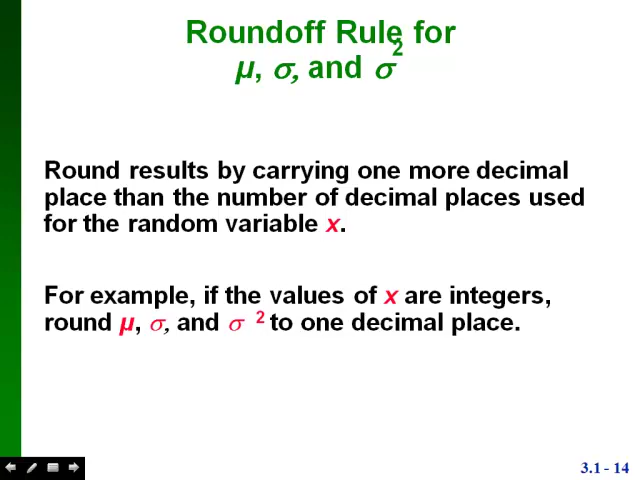 Roundoff Rule for
µ, σ, and σ²
Round results by carrying one more decimal
place than the number of decimal places used
for the random variable x.
For example, if the values of x are integers,
round µ, σ, and σ ² to one decimal place.
3.1 - 14